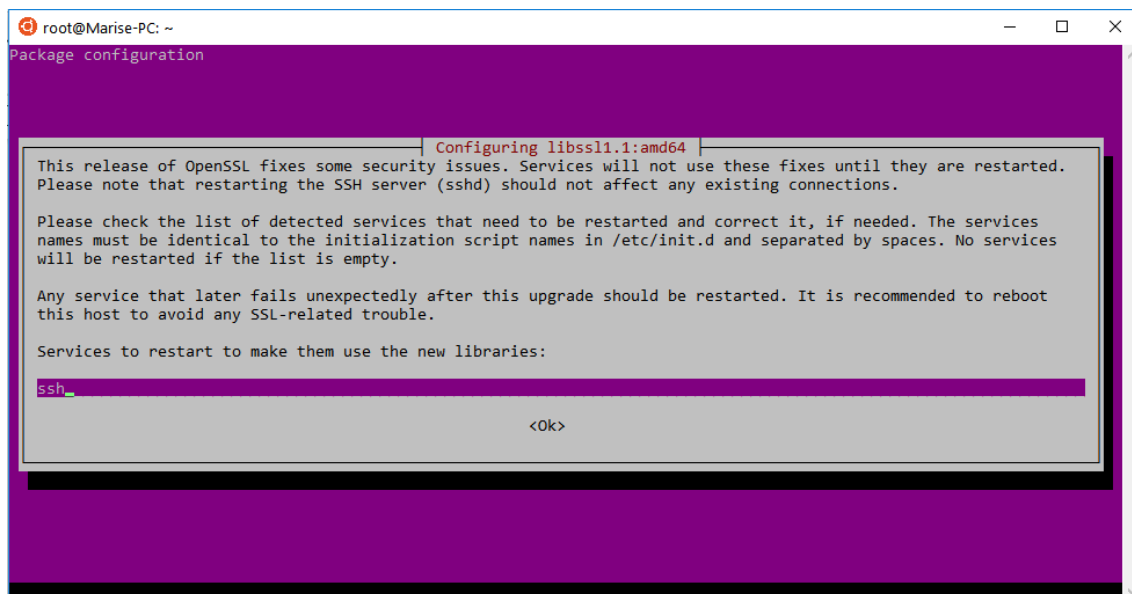 root@Marise-PC: ~
Package configuration
Configuring libssl1.1:amd64
This release of OpenSSL fixes some security issues. Services will not use these fixes until they are restarted.
Please note that restarting the SSH server (sshd) should not affect any existing connections.
Please check the list of detected services that need to be restarted and correct it, if needed. The services
names must be identical to the initialization script names in /etc/init.d and separated by spaces. No services
will be restarted if the list is empty.
Any service that later fails unexpectedly after this upgrade should be restarted. It is recommended to reboot
this host to avoid any SSL-related trouble.
Services to restart to make them use the new libraries:
ssh
<Ok>